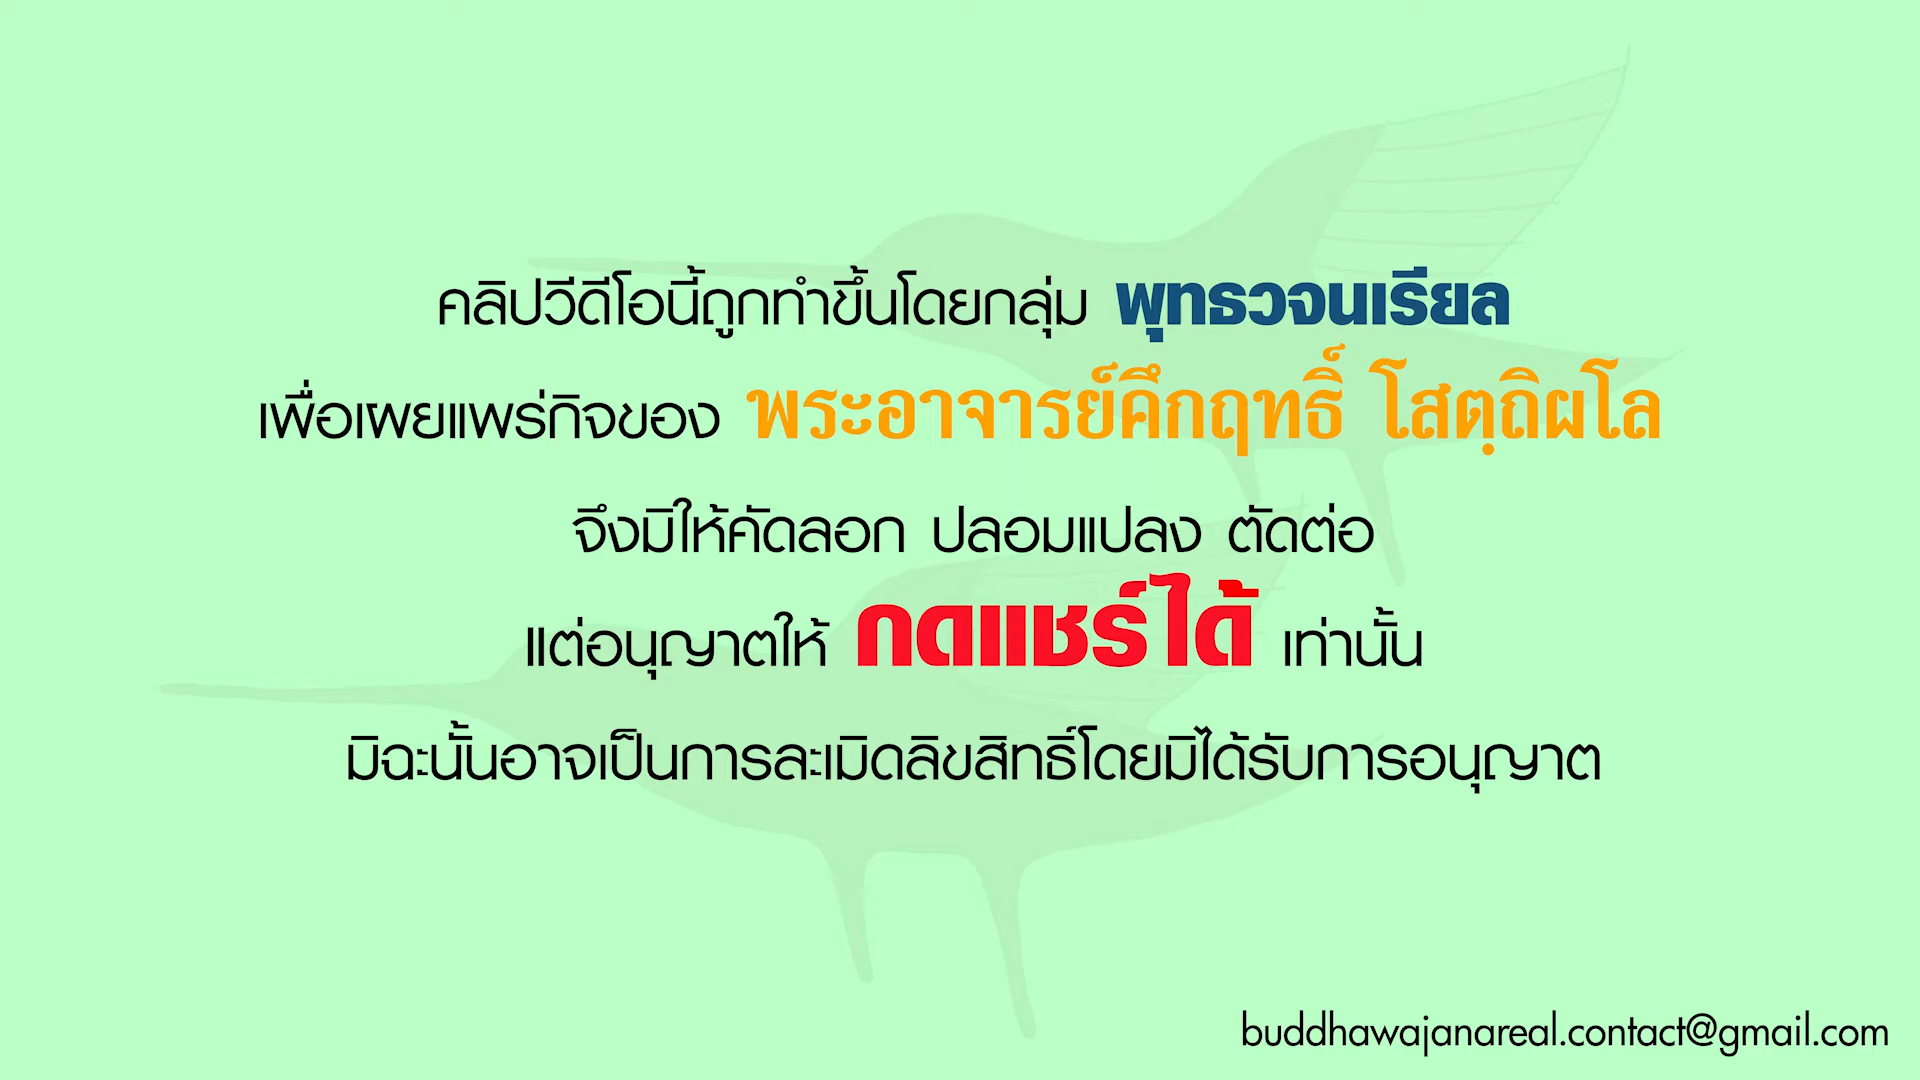 คลิปวีดีโอนี้ถูกทำขึ้นโดยกลุ่ม พุทธวจนเรียล
เพื่อเผยแพร่กิจของ พระอาจารย์คึกฤทธิ์ โสตฺถิผโล
จึงมิให้คัดลอก ปลอมแปลง ตัดต่อ
แต่อนุญาตให้ กดแชร์ได้ เท่านั้น
มิฉะนั้นอาจเป็นการละเมิดลิขสิทธิ์โดยมิได้รับการอนุญาต
buddhawajanareal.contact@gmail.com